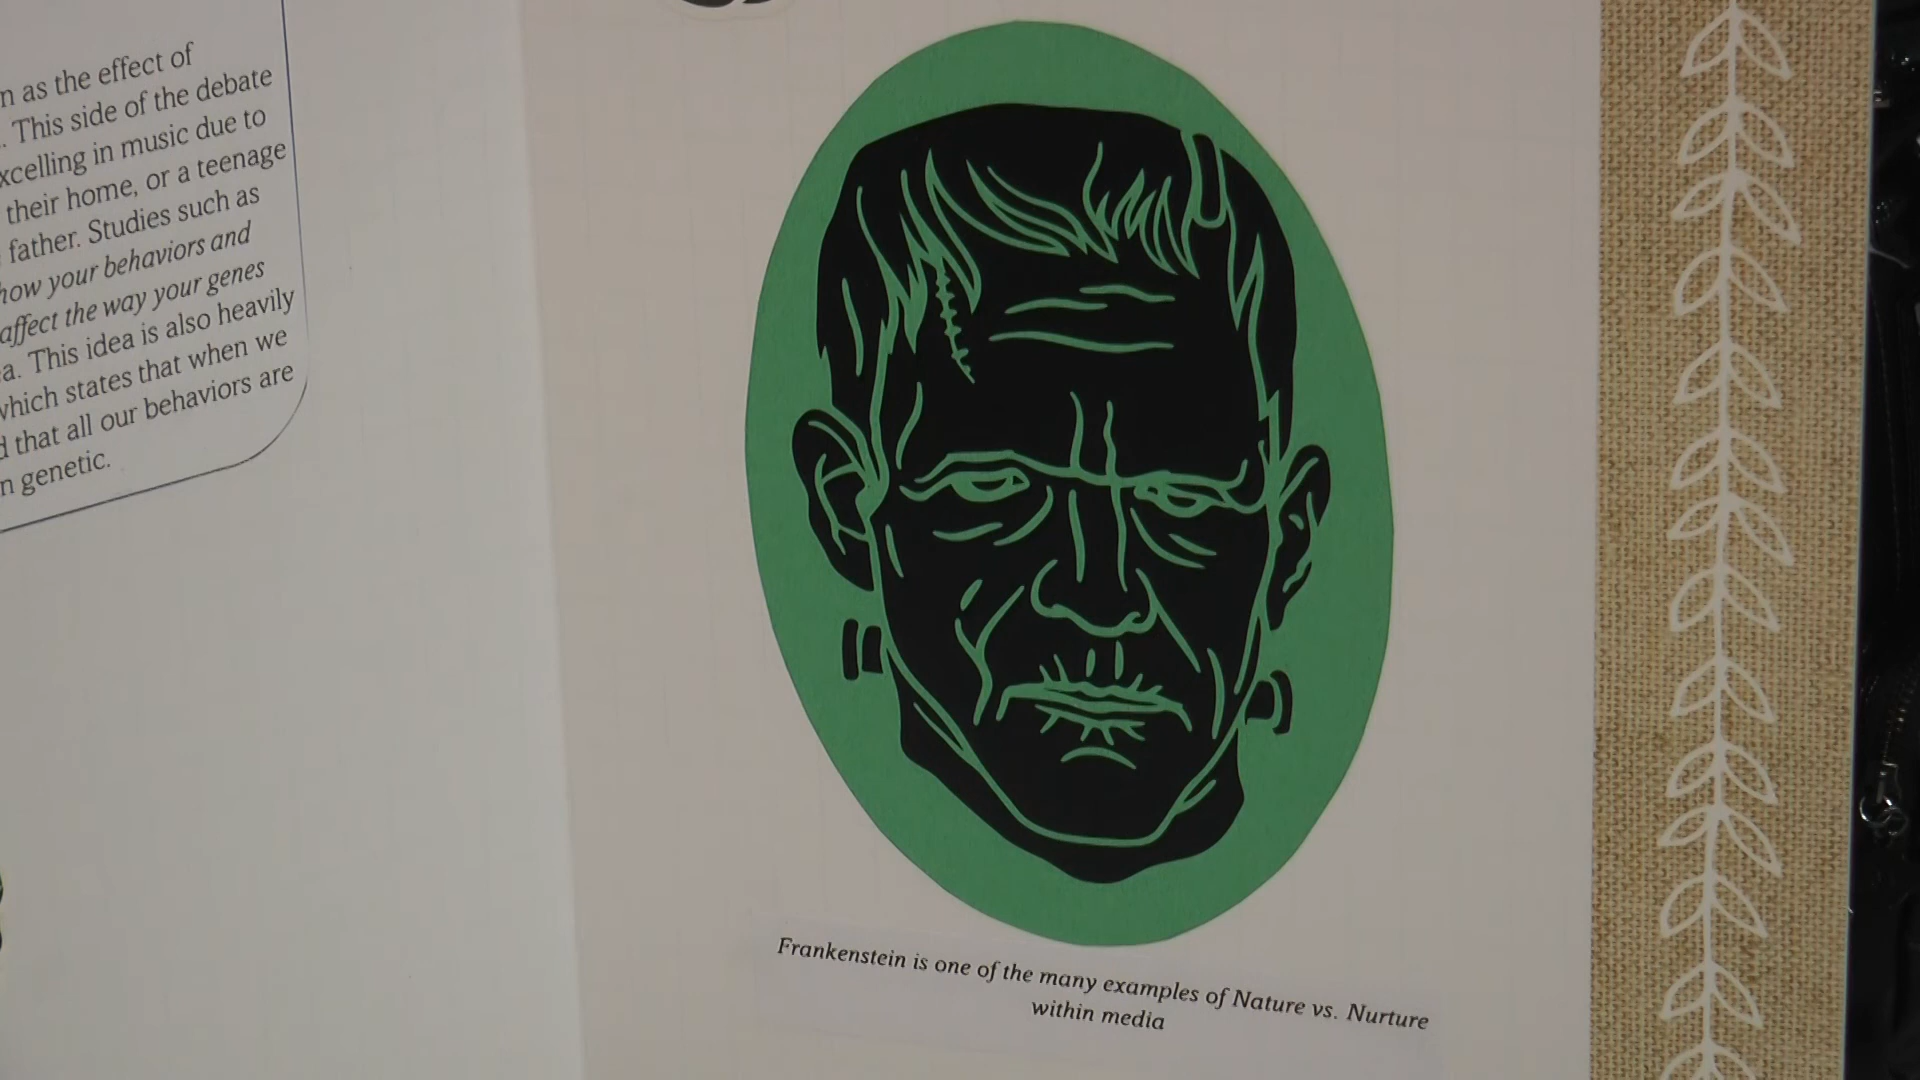 n as the effect of
. This side of the debate
xcelling in music due to
their home, or a teenage
father. Studies such as
how your behaviors and
affect the way your genes
a. This idea is also heavily
which states that when we
d that all our behaviors are
n genetic.
Frankenstein is one of the many examples of Nature vs. Nurture
within media